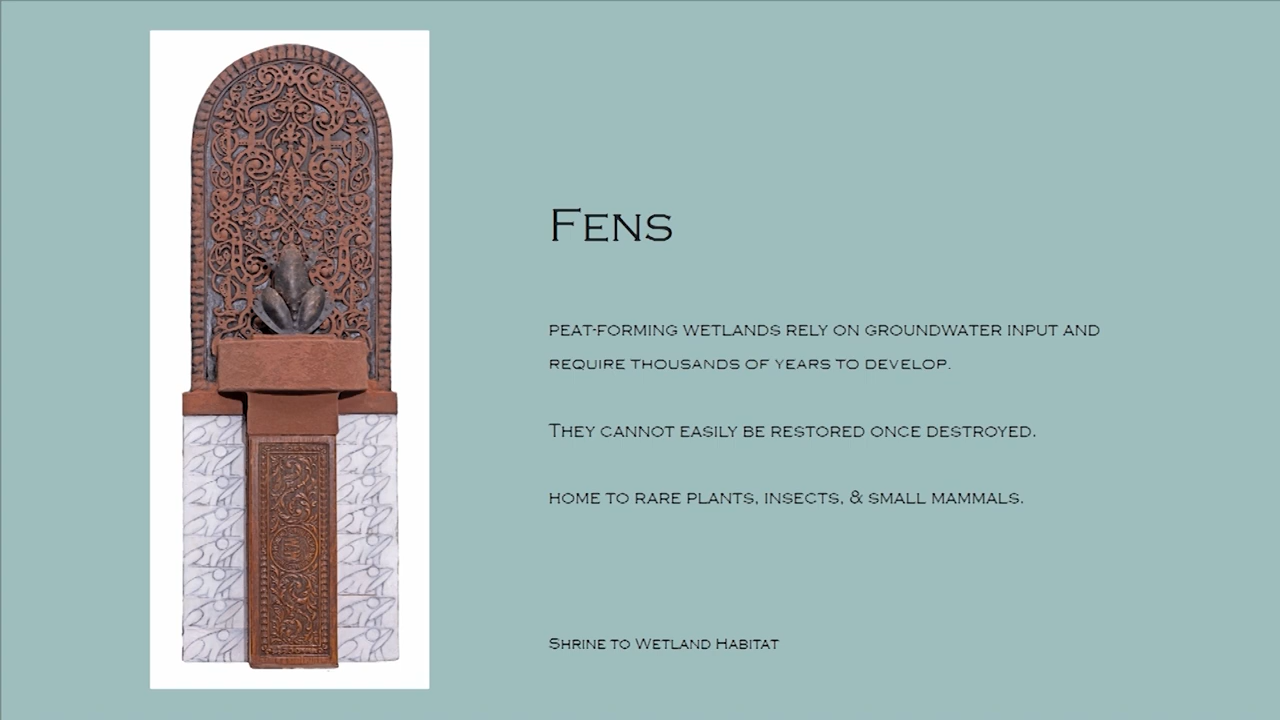 Fens
PEAT-FORMING WETLANDS RELY ON GROUNDWATER INPUT AND
REQUIRE THOUSANDS OF YEARS TO DEVELOP.
They cannot easily be restored once destroyed.
HOME TO RARE PLANTS, INSECTS, & SMALL MAMMALS.
Shrine to Wetland Habitat